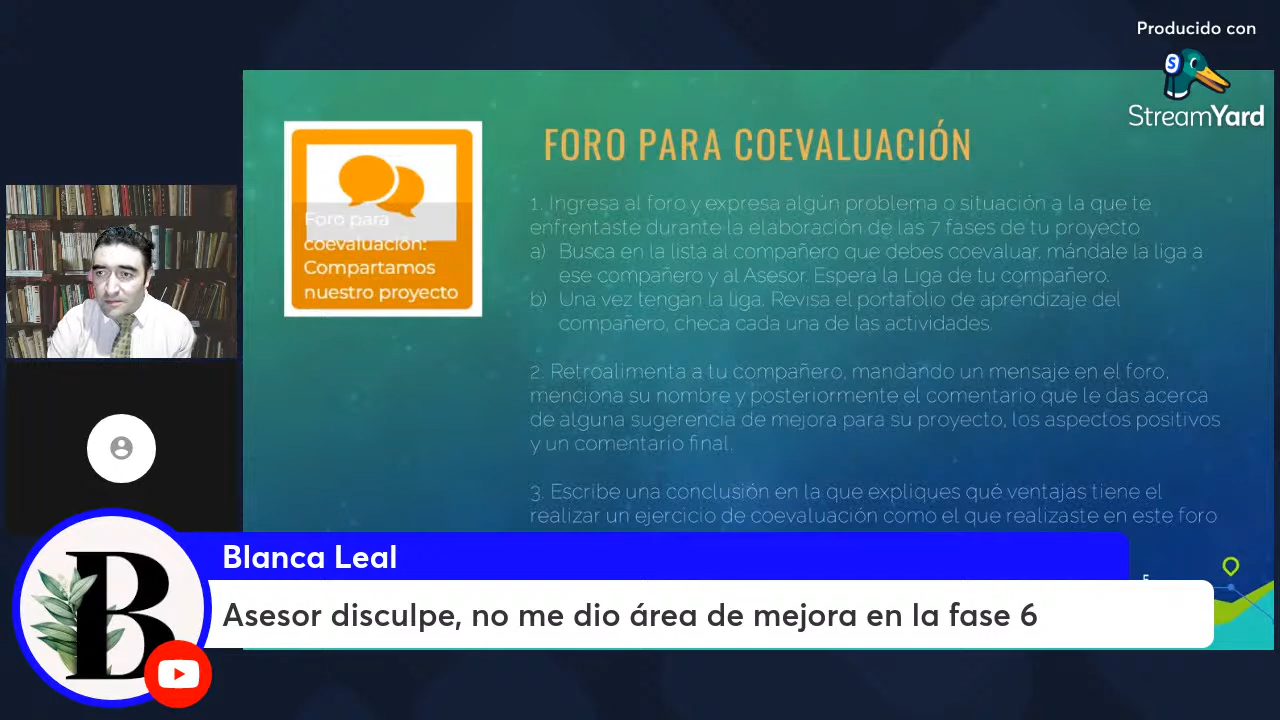 Producido con
StreamYard
FORO PARA COEVALUACIÓN
Foro para
coevaluación:
Compartamos
nuestro proyecto
1. Ingresa al foro y expresa algún problema o situación a la que te
enfrentaste durante la elaboración de las 7 fases de tu proyecto
a) Busca en la lista al compañero que debes coevaluar, mándale la liga a
ese compañero y al Asesor. Espera la Liga de tu compañero.
b) Una vez tengan la liga. Revisa el portafolio de aprendizaje del
compañero, checa cada una de las actividades.
2. Retroalimenta a tu compañero, mandando un mensaje en el foro,
menciona su nombre y posteriormente el comentario que le das acerca
de alguna sugerencia de mejora para su proyecto, los aspectos positivos
y un comentario final.
3. Escribe una conclusión en la que expliques qué ventajas tiene el
realizar un ejercicio de coevaluación como el que realizaste en este foro
B
Blanca Leal
Asesor disculpe, no me dio área de mejora en la fase 6